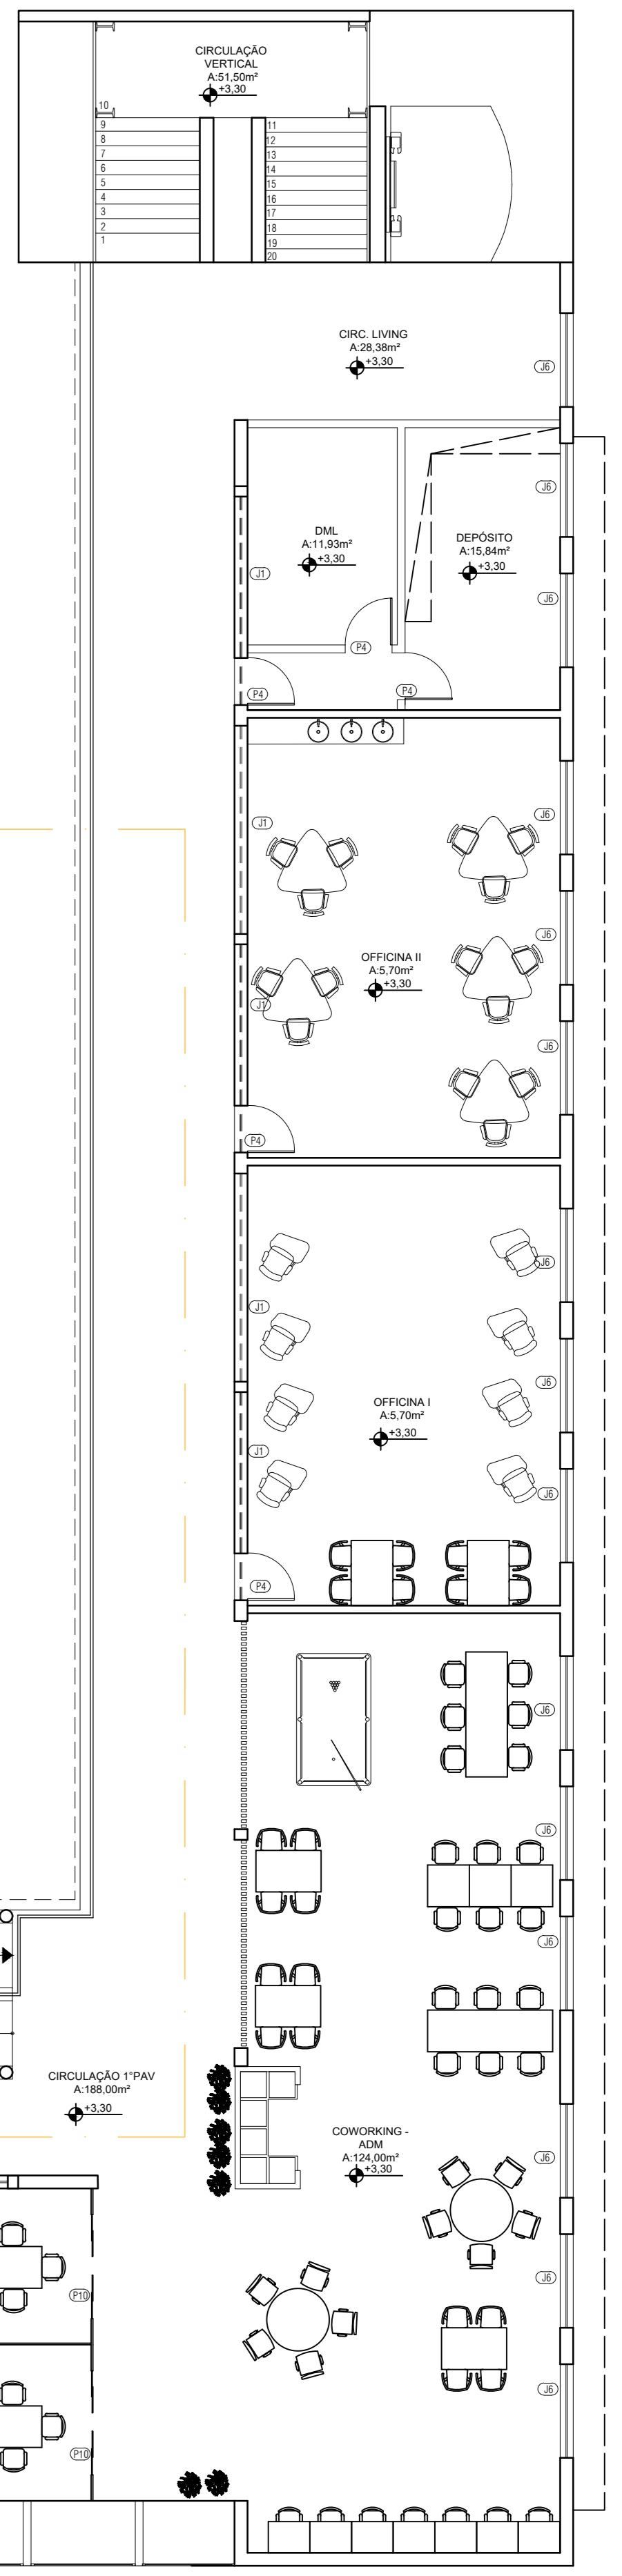 CIRCULAÇÃO
VERTICAL
A:51,50m²
+3,30
10
9
8
7
6
5
4
3
2
1
11
12
13
14
15
16
17
18
19
20
CIRC. LIVING
A:28,38m²
+3,30
J6
J6
DML
A:11,93m²
+3,30
DEPÓSITO
A:15,84m²
+3,30
J1
J6
P4
P4
P4
J1
J6
J6
OFFICINA II
A:5,70m²
+3,30
J1
J6
P4
J6
J1
J6
OFFICINA I
A:5,70m²
+3,30
J1
J6
P4
J6
J6
J6
CIRCULAÇÃO 1°PAV
A:188,00m²
+3,30
COWORKING -
ADM
A:124,00m²
+3,30
J6
J6
P10
J6
P10